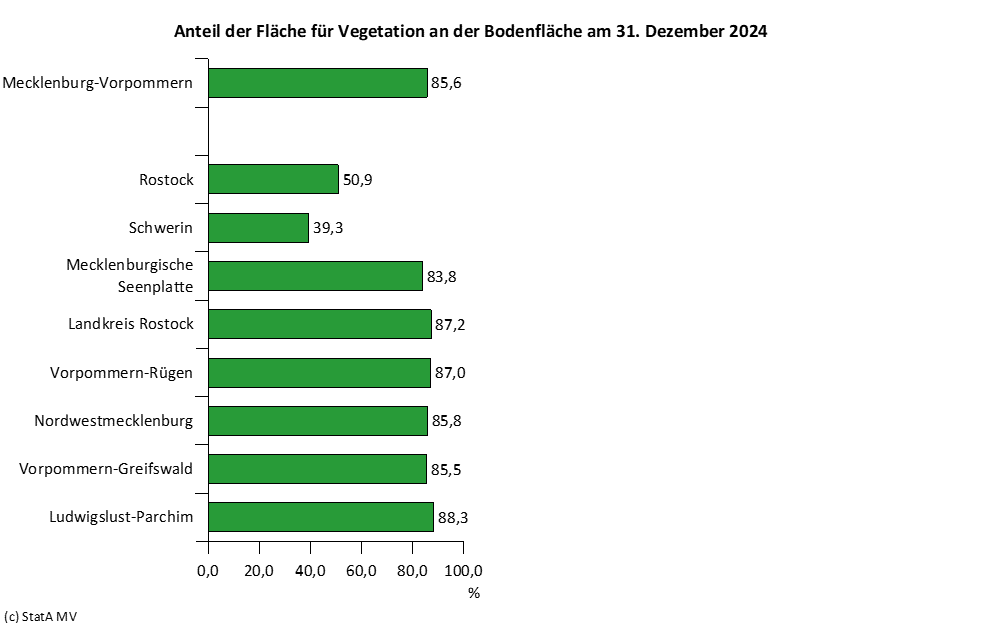 Anteil der Fläche für Vegetation an der Bodenfläche am 31. Dezember 2024
Mecklenburg-Vorpommern 85,6
Rostock 50,9
Schwerin 39,3
Mecklenburgische
Seenplatte 83,8
Landkreis Rostock 87,2
Vorpommern-Rügen 87,0
Nordwestmecklenburg 85,8
Vorpommern-Greifswald 85,5
Ludwigslust-Parchim 88,3
0,0 20,0 40,0 60,0 80,0 100,0
%
(c) StatA MV